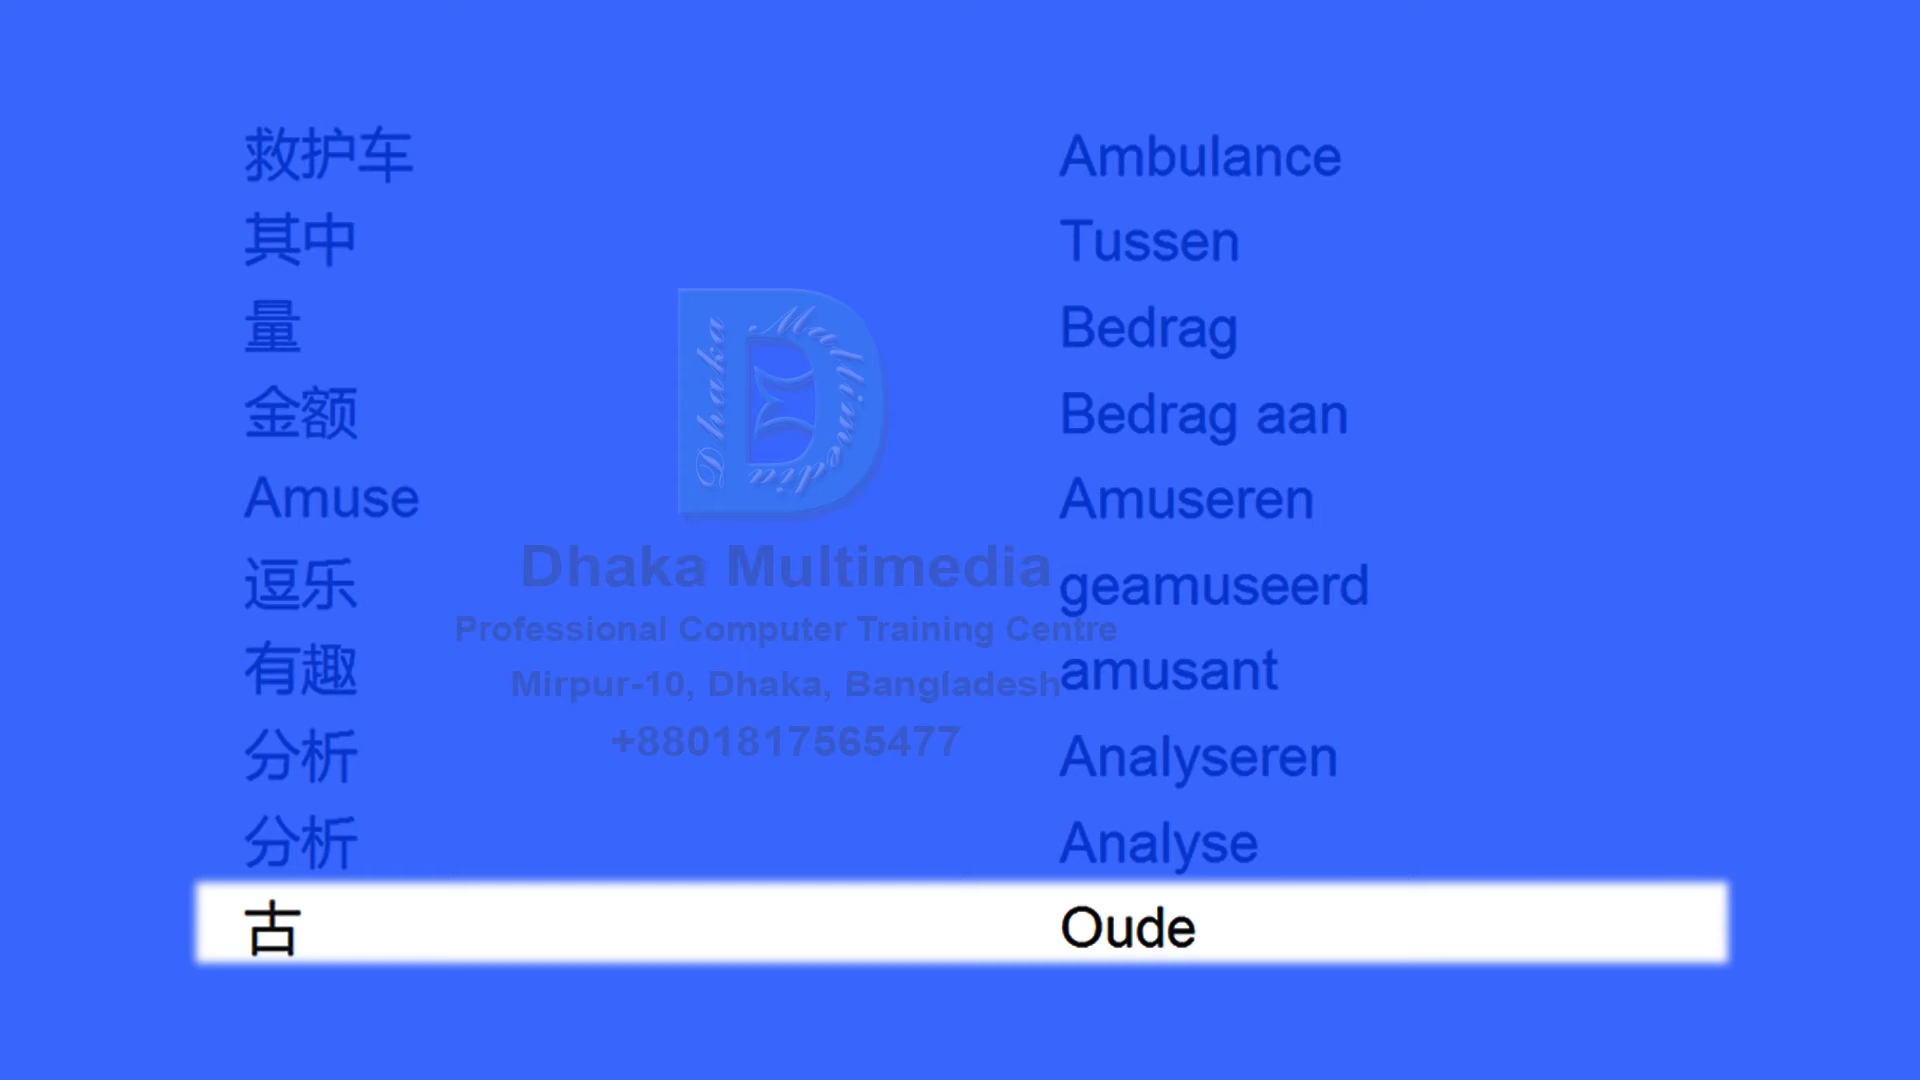 救护车 Ambulance
其中 Tussen
量 Bedrag
金额 Bedrag aan
Amuse Amuseren
逗乐 geamuseerd
有趣 amusant
分析 Analyseren
分析 Analyse
古 Oude
Dhaka Multimedia
Dhaka Multimedia
Professional Computer Training Centre
Mirpur-10, Dhaka, Bangladesh
+8801817565477